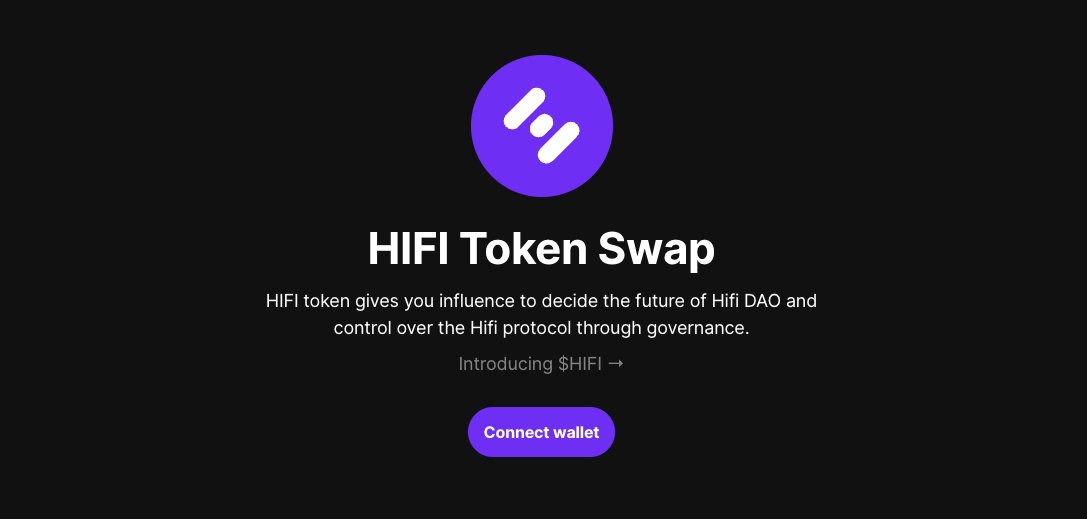 HIFI Token Swap
HIFI token gives you influence to decide the future of Hifi DAO and
control over the Hifi protocol through governance.
Introducing $HIFI →
Connect wallet